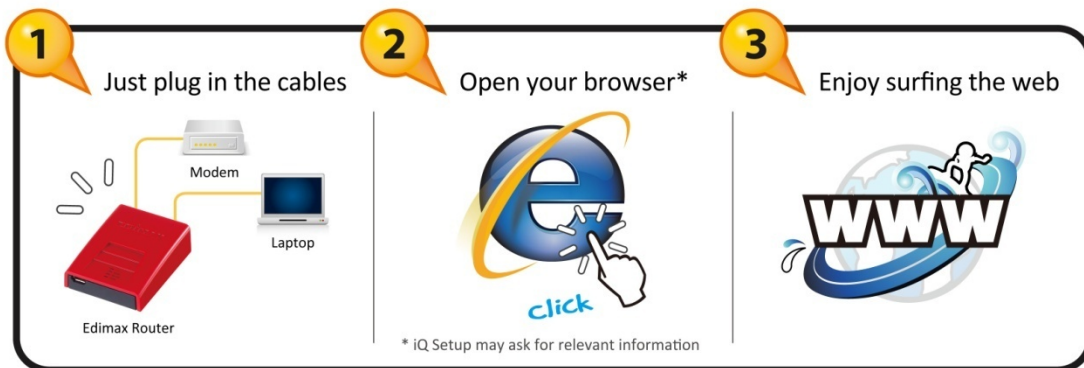 1
Just plug in the cables
Modem
Laptop
Edimax Router
2
Open your browser*
e
click
* iQ Setup may ask for relevant information
3
Enjoy surfing the web
WWW